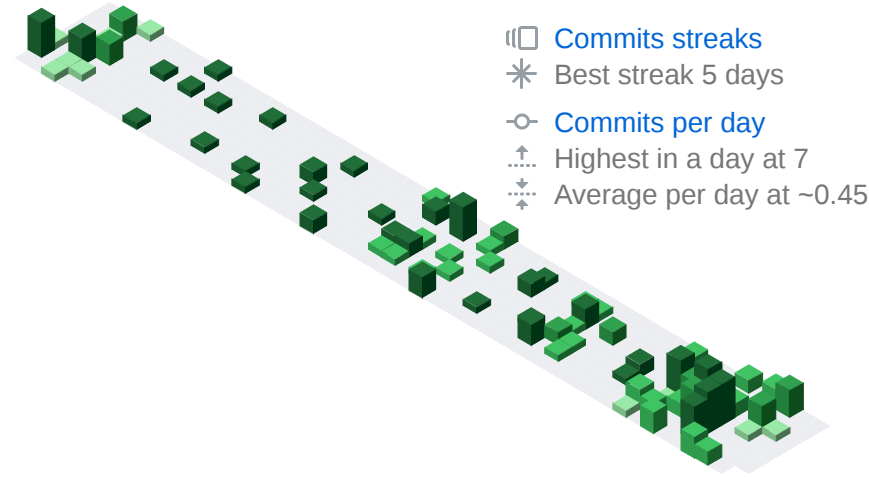 Commits streaks
Best streak 5 days
Commits per day
Highest in a day at 7
Average per day at ~0.45